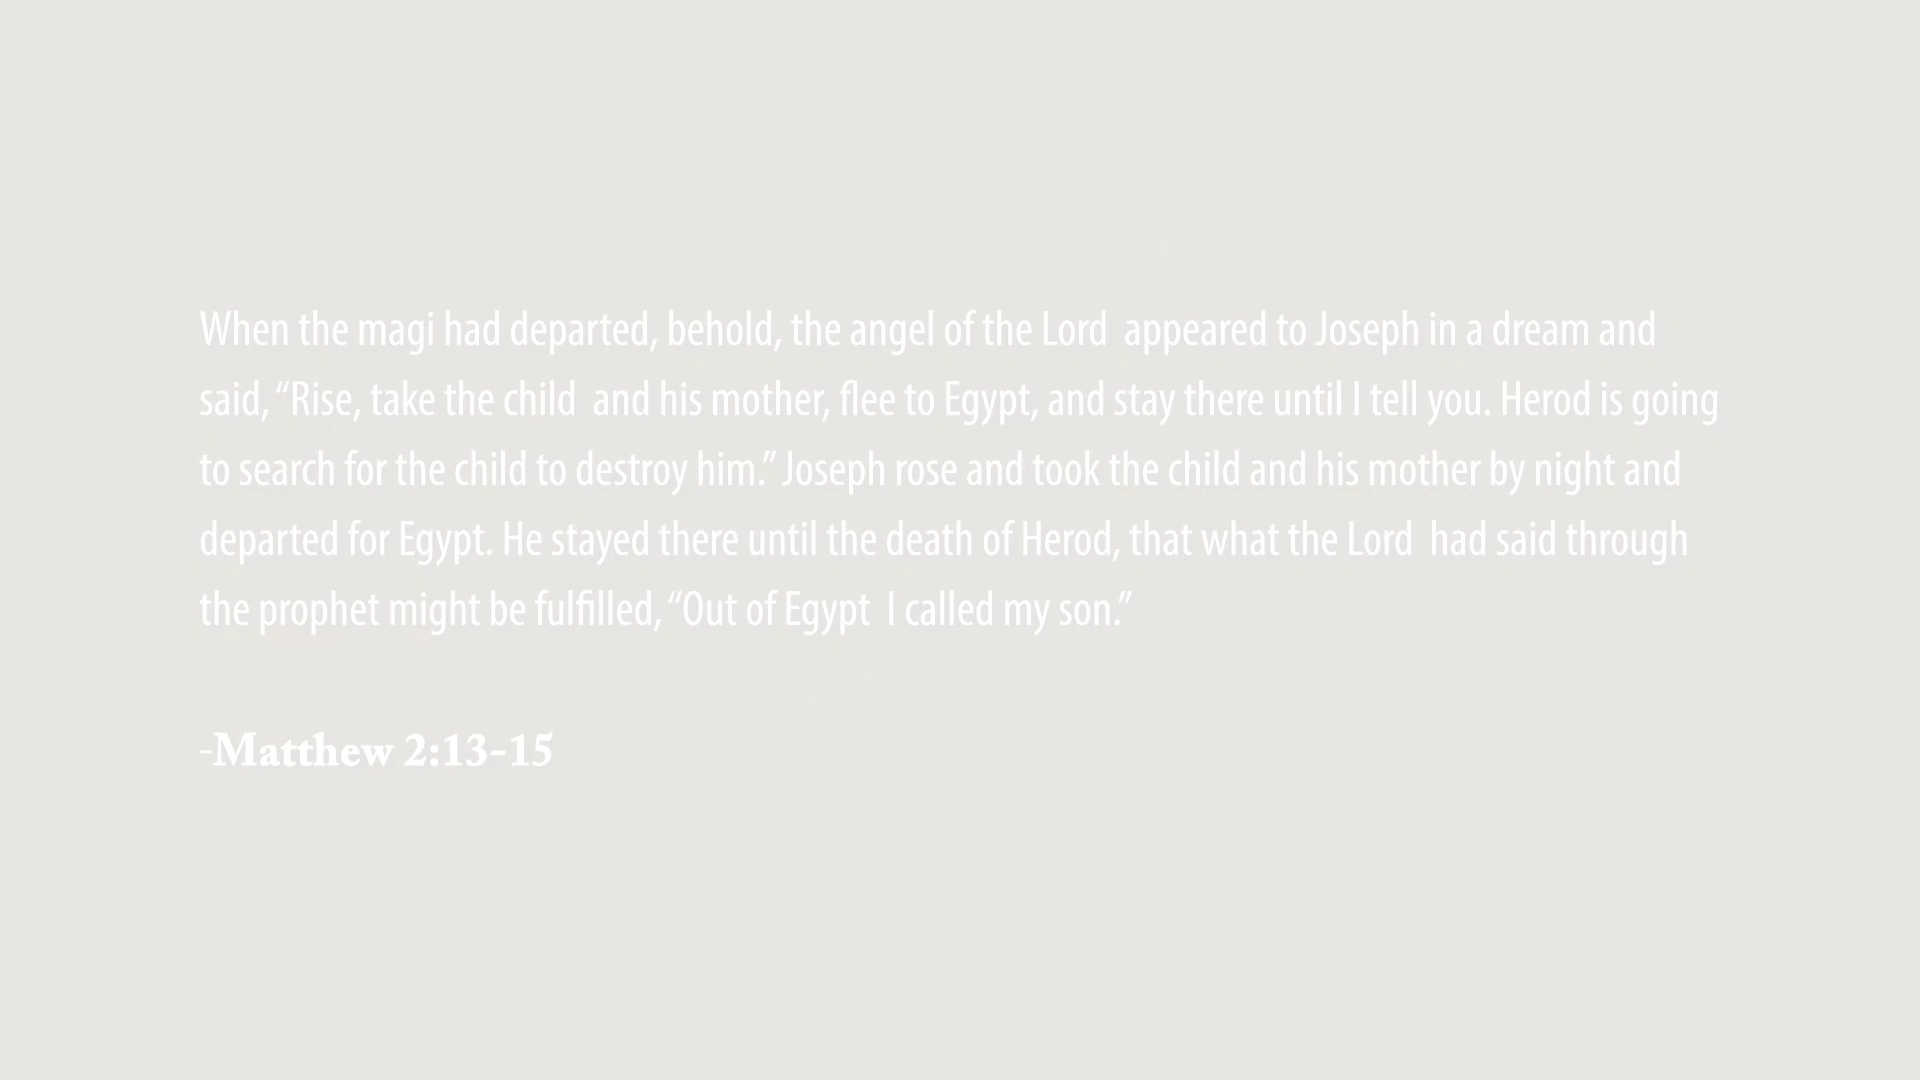 When the magi had departed, behold, the angel of the Lord  appeared to Joseph in a dream and
said, “Rise, take the child  and his mother, flee to Egypt, and stay there until I tell you. Herod is going
to search for the child to destroy him.” Joseph rose and took the child and his mother by night and
departed for Egypt. He stayed there until the death of Herod, that what the Lord  had said through
the prophet might be fulfilled, “Out of Egypt  I called my son.”
-Matthew 2:13-15